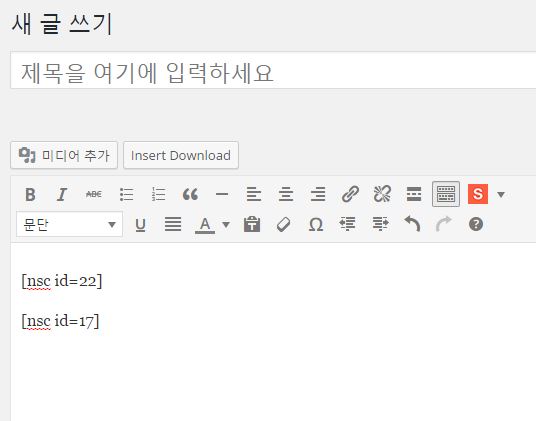 새 글 쓰기
제목을 여기에 입력하세요
미디어 추가 Insert Download
B I ABC S
문단 U A T Ω ?
[nsc id=22]
[nsc id=17]